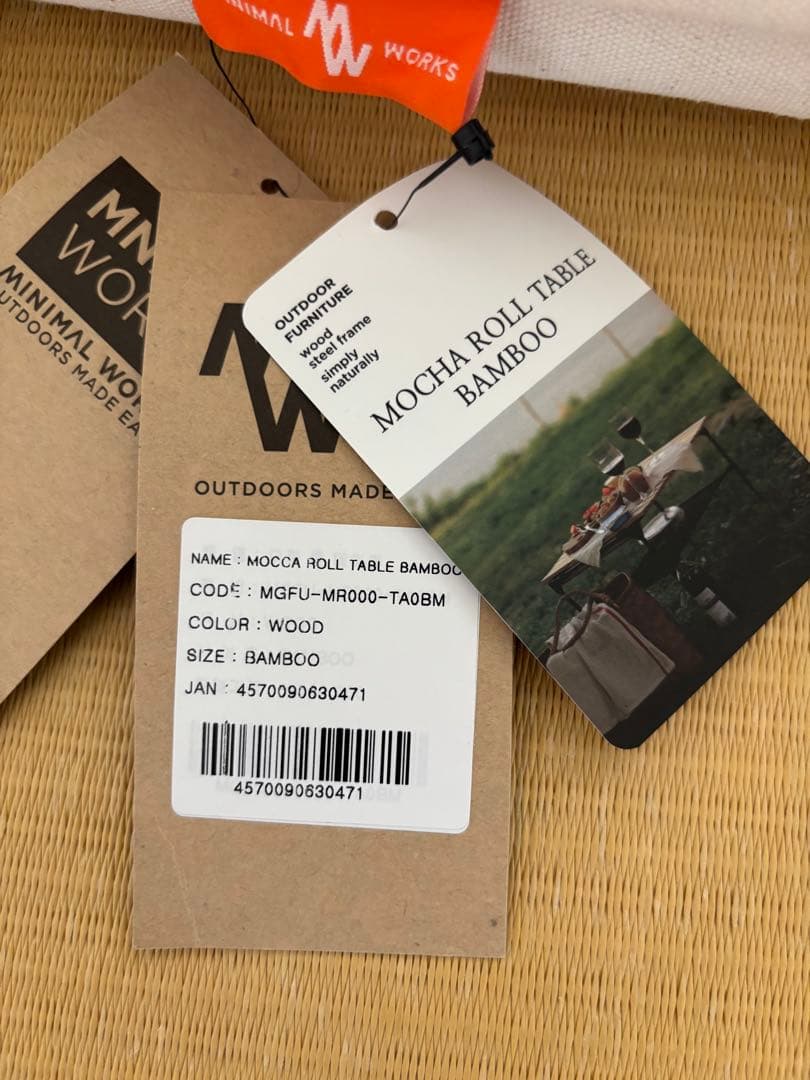 MINIMAL WORKS
MW
MINIMAL
OUTDOORS MADE
OUTDOORS MADE
NAME : MOCCA ROLL TABLE BAMBOO
CODE : MGFU-MR000-TA0BM
COLOR : WOOD
SIZE : BAMBOO
JAN : 4570090630471
4570090630471
OUTDOOR
FURNITURE
wood
steel frame
simply
naturally
MOCHA ROLL TABLE
BAMBOO